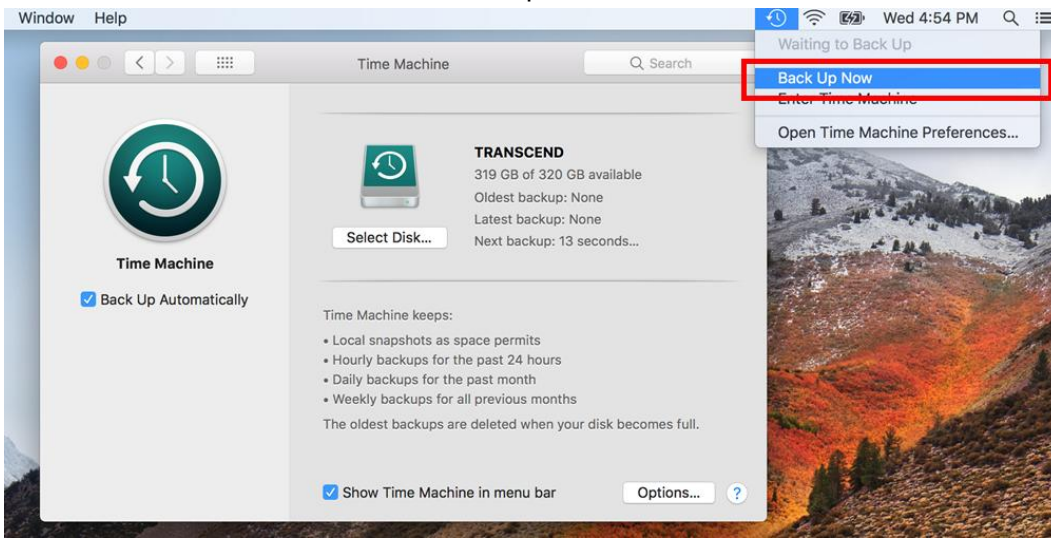 Window Help
Wed 4:54 PM
Time Machine
Search
Waiting to Back Up
Back Up Now
Enter Time Machine
Open Time Machine Preferences...
TRANSCEND
319 GB of 320 GB available
Oldest backup: None
Latest backup: None
Next backup: 13 seconds...
Select Disk...
Time Machine
Back Up Automatically
Time Machine keeps:
• Local snapshots as space permits
• Hourly backups for the past 24 hours
• Daily backups for the past month
• Weekly backups for all previous months
The oldest backups are deleted when your disk becomes full.
Show Time Machine in menu bar
Options...
?